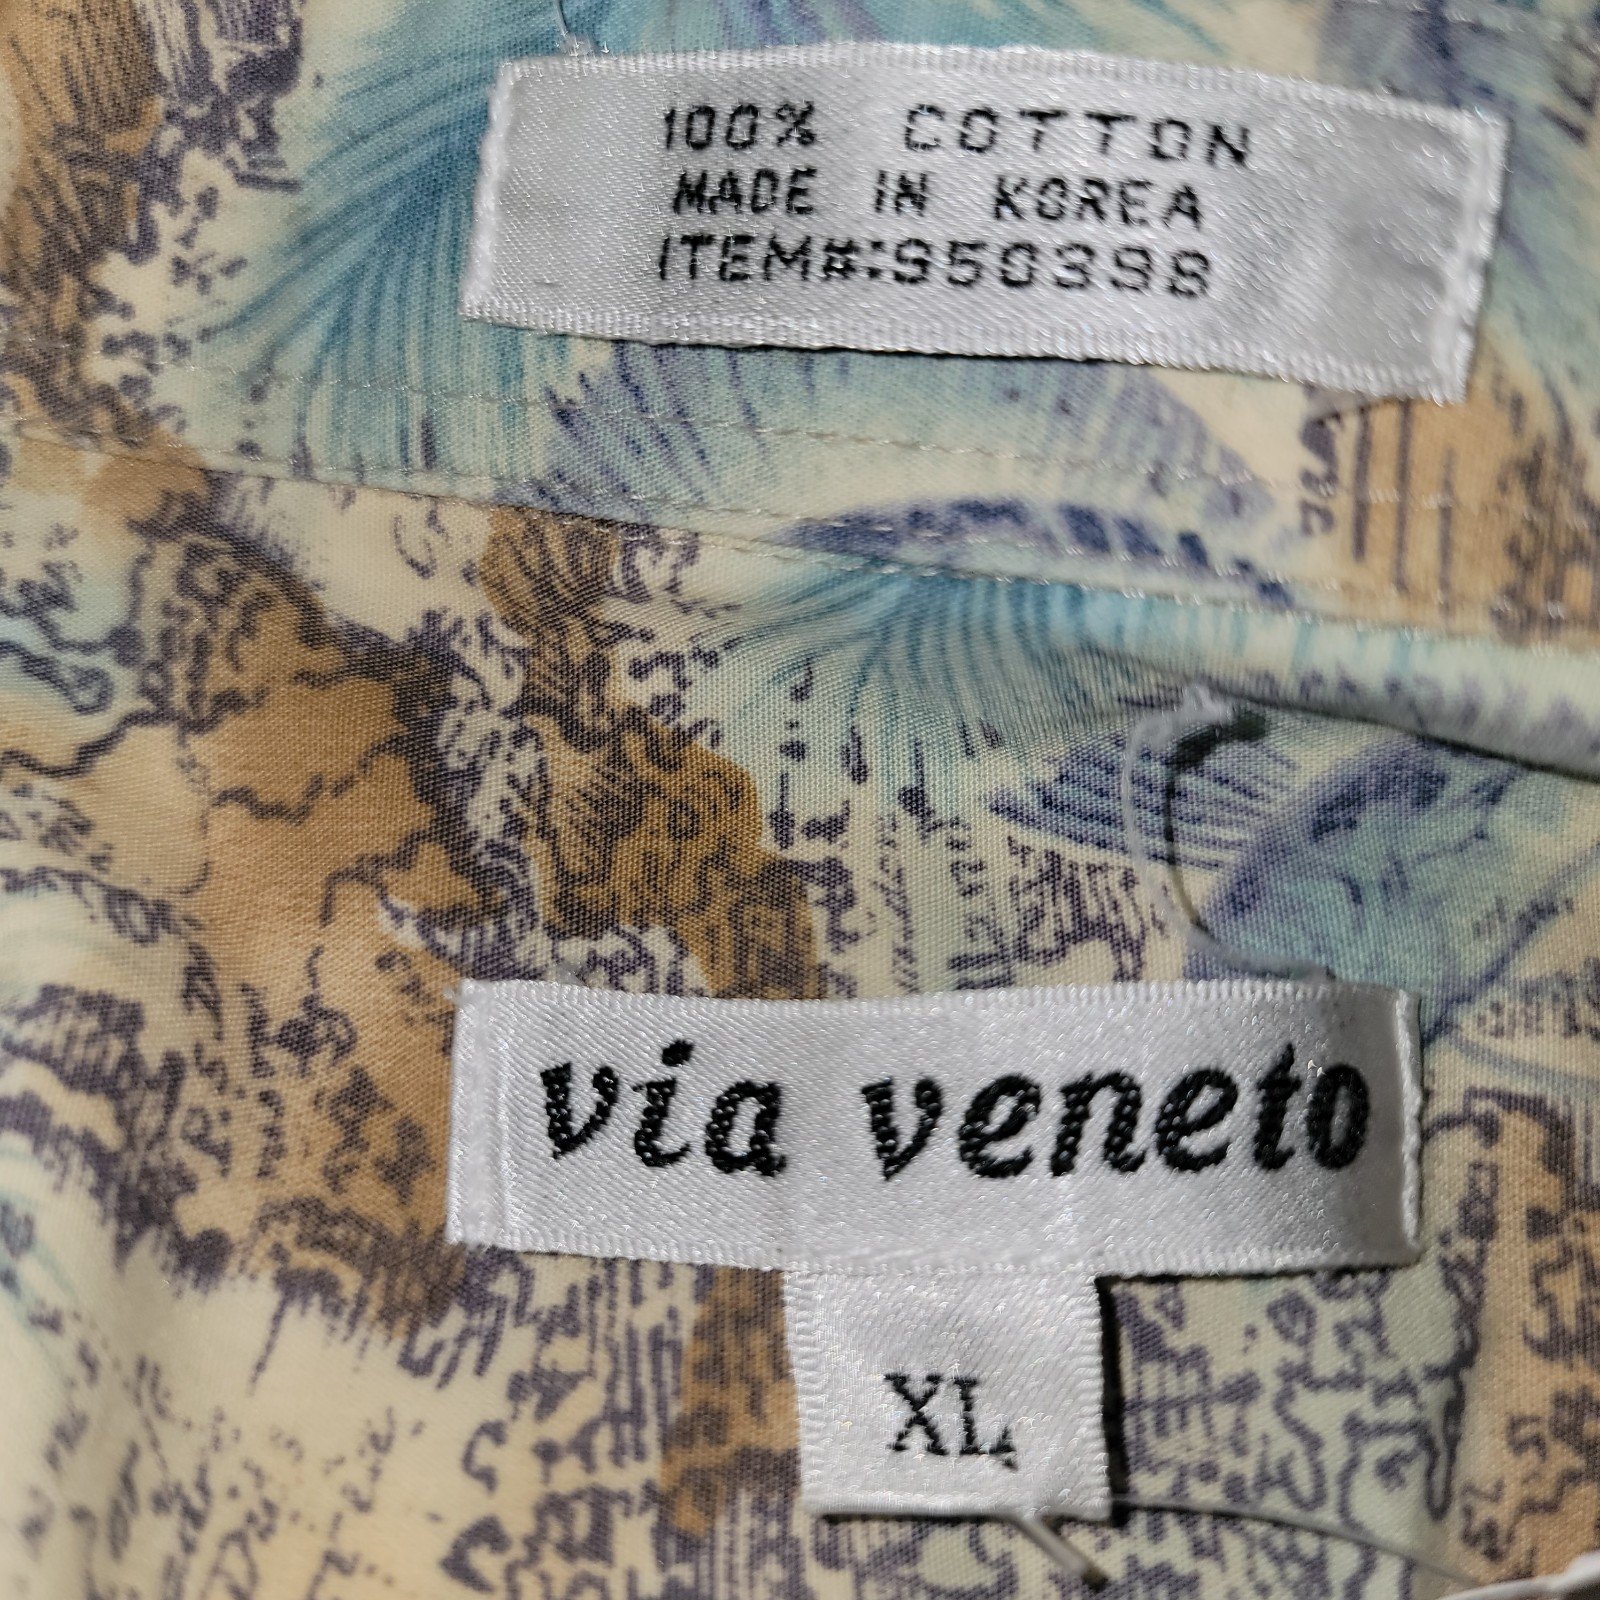 100% COTTON
MADE IN KOREA
ITEM#:950398
via veneto
XL